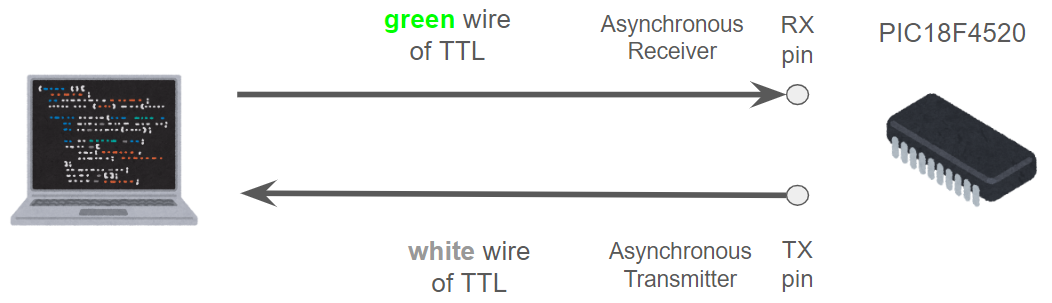 green wire
of TTL
Asynchronous
Receiver
RX
pin
PIC18F4520
white wire
of TTL
Asynchronous
Transmitter
TX
pin